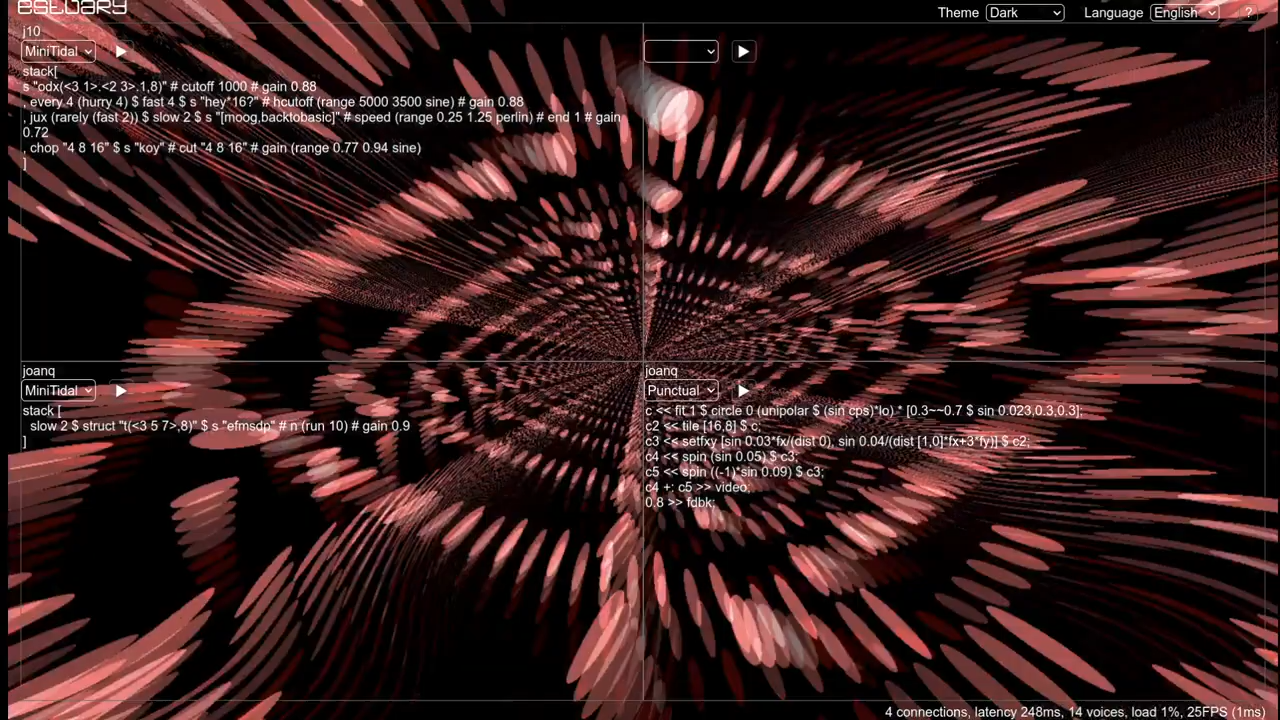 estuary
Theme Dark Language English ?
j10
MiniTidal
stack[
s "odx(<3 1>.<2 3>.1,8)" # cutoff 1000 # gain 0.88
, every 4 (hurry 4) $ fast 4 $ s "hey*16?" # hcutoff (range 5000 3500 sine) # gain 0.88
, jux (rarely (fast 2)) $ slow 2 $ s "[moog,backtobasic]" # speed (range 0.25 1.25 perlin) # end 1 # gain
0.72
, chop "4 8 16" $ s "koy" # cut "4 8 16" # gain (range 0.77 0.94 sine)
]
joanq
MiniTidal
stack [
slow 2 $ struct "t(<3 5 7>,8)" $ s "efmsdp" # n (run 10) # gain 0.9
]
joanq
Punctual
c << fit 1 $ circle 0 (unipolar $ (sin cps)*lo) * [0.3~~0.7 $ sin 0.023,0.3,0.3];
c2 << tile [16,8] $ c;
c3 << setfxy [sin 0.03*fx/(dist 0), sin 0.04/(dist [1,0]*fx+3*fy)] $ c2;
c4 << spin (sin 0.05) $ c3;
c5 << spin ((-1)*sin 0.09) $ c3;
c4 +: c5 >> video;
0.8 >> fdbk;
4 connections, latency 248ms, 14 voices, load 1%, 25FPS (1ms)